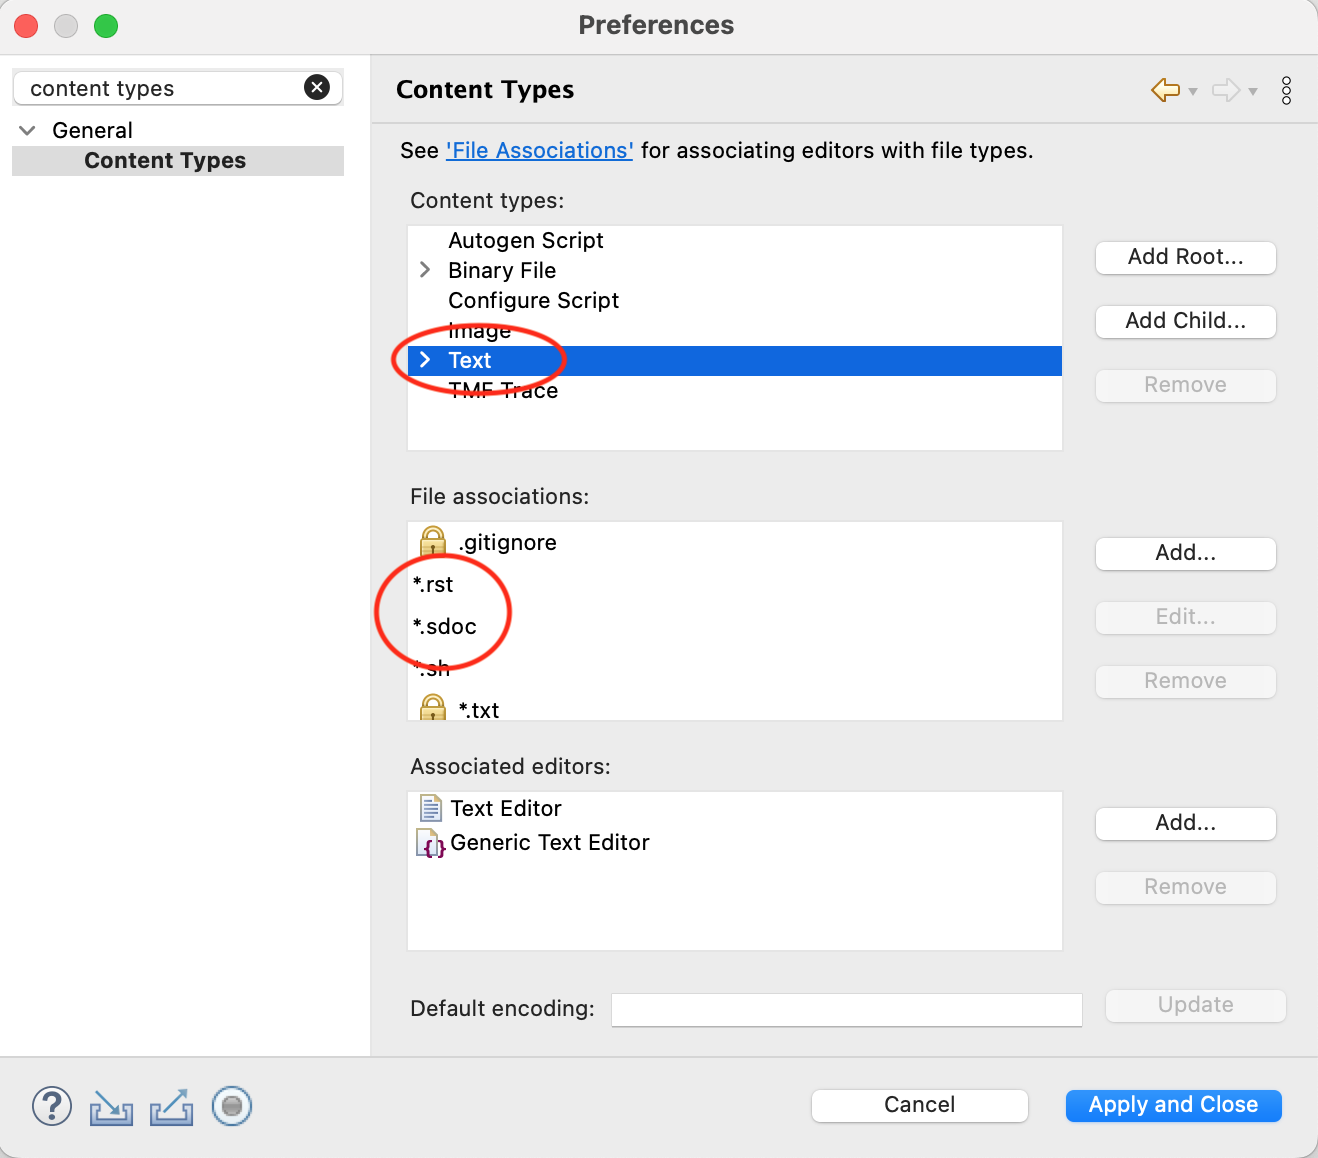 Preferences
content types
General
Content Types
Content Types
See 'File Associations' for associating editors with file types.
Content types:
Autogen Script
Binary File
Configure Script
Image
Text
TMF Trace
Add Root...
Add Child...
Remove
File associations:
.gitignore
*.rst
*.sdoc
*.sh
*.txt
Add...
Edit...
Remove
Associated editors:
Text Editor
Generic Text Editor
Add...
Remove
Default encoding:
Update
Cancel
Apply and Close